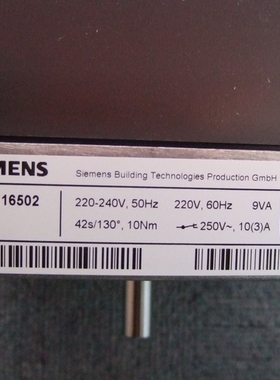 MENS Siemens Building Technologies Production GmbH
16502 220-240V, 50Hz 220V, 60Hz 9VA
42s/130°, 10Nm 250V~, 10(3)A